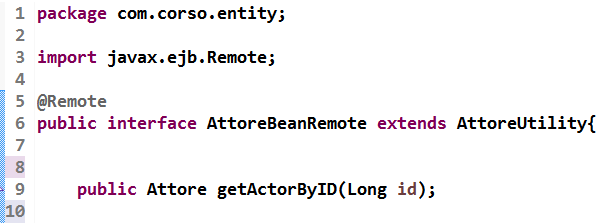 1 package com.corso.entity;
2
3 import javax.ejb.Remote;
4
5 @Remote
6 public interface AttoreBeanRemote extends AttoreUtility{
7
8
9 public Attore getActorByID(Long id);
10